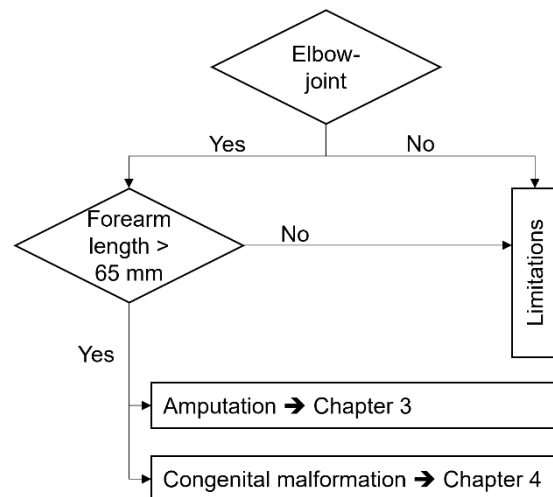 Elbow-
joint
Yes
No
Forearm
length >
65 mm
No
Limitations
Yes
Amputation ➔ Chapter 3
Congenital malformation ➔ Chapter 4